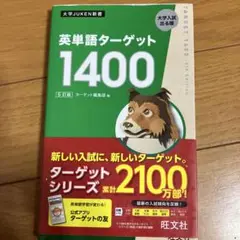 大学JUKEN新書
大学入試
出る順
英単語ターゲット
1400
5訂版
ターゲット編集部 編
新しい入試に、新しいターゲット。
ターゲット
シリーズ
累計
2100
万部!
公式アプリ
ターゲットの友
旺文社